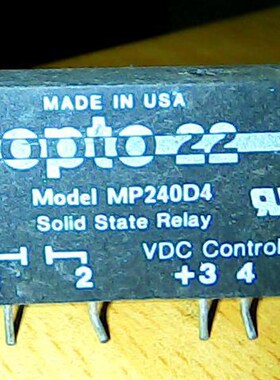 MADE IN USA
opto 22
Model MP240D4
Solid State Relay
VDC Control
2 +3 4